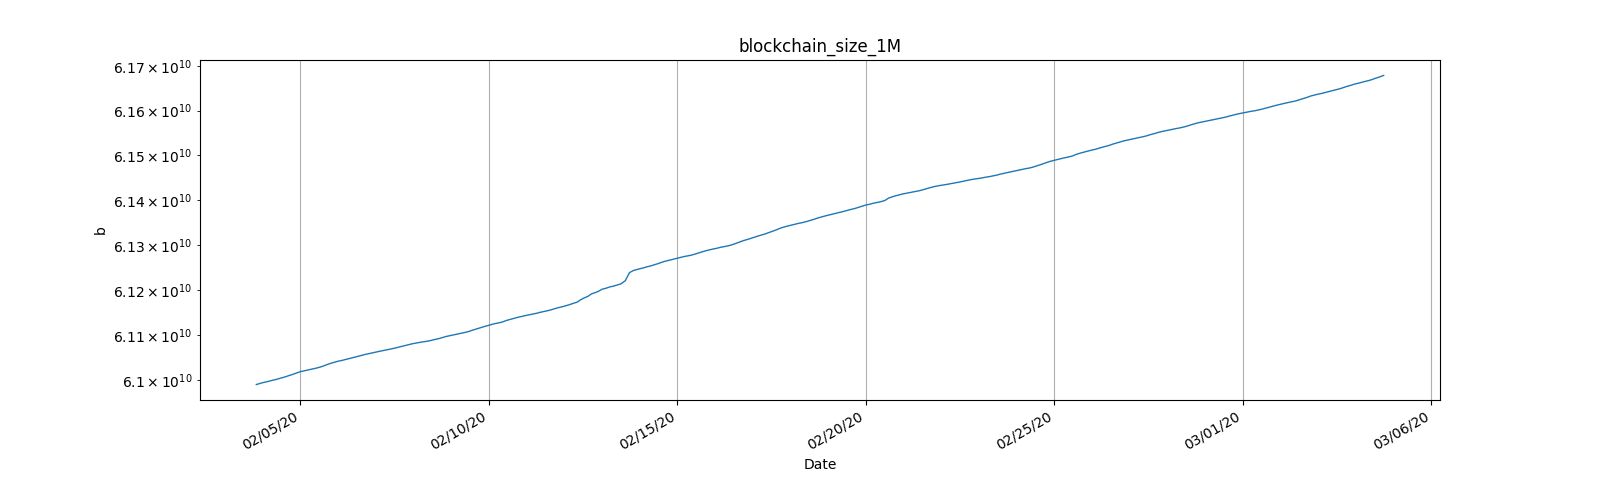 blockchain_size_1M
6.17 × 10¹⁰
6.16 × 10¹⁰
6.15 × 10¹⁰
6.14 × 10¹⁰
6.13 × 10¹⁰
6.12 × 10¹⁰
6.11 × 10¹⁰
6.1 × 10¹⁰
b
02/05/20
02/10/20
02/15/20
02/20/20
02/25/20
03/01/20
03/06/20
Date